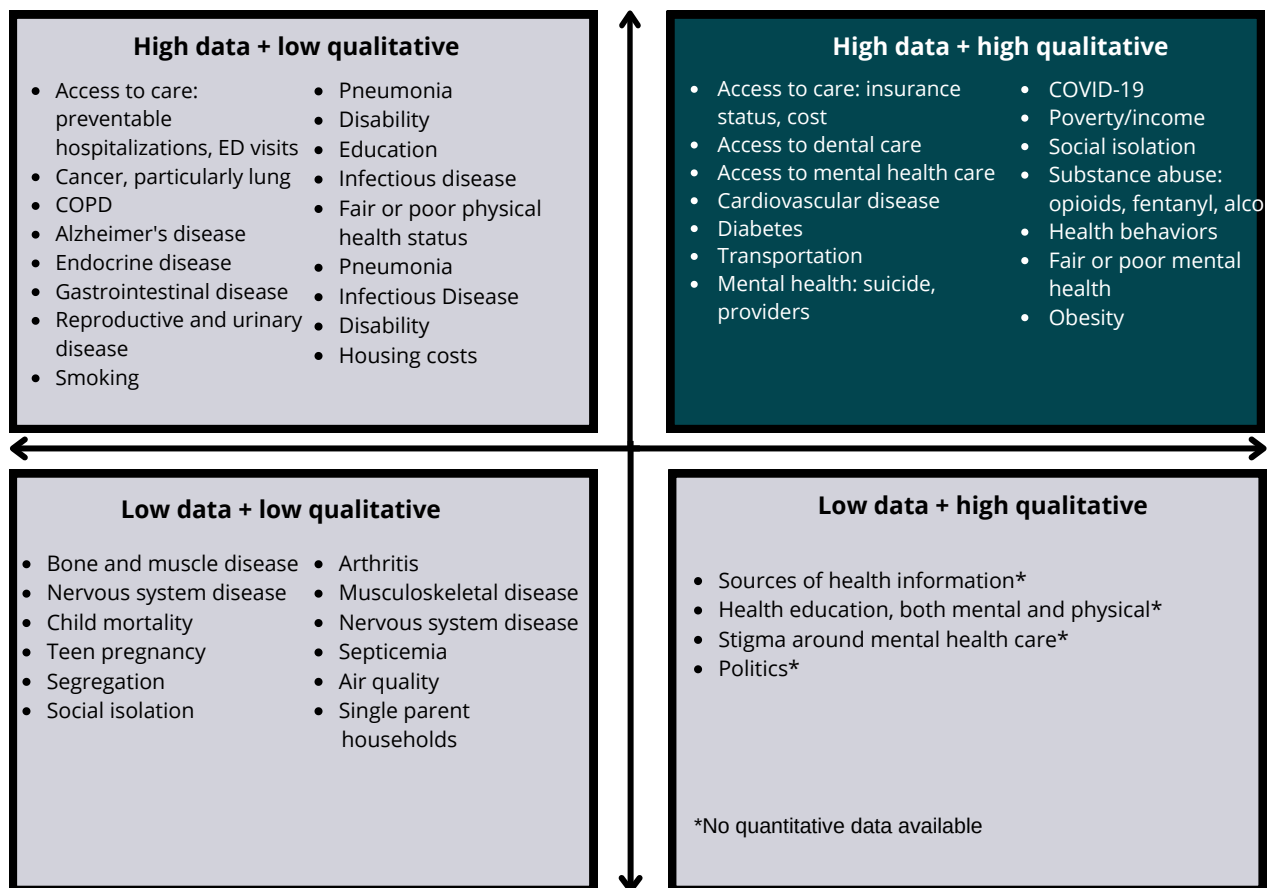 High data + low qualitative
Access to care:
preventable
hospitalizations, ED visits
Cancer, particularly lung
COPD
Alzheimer's disease
Endocrine disease
Gastrointestinal disease
Reproductive and urinary
disease
Smoking
Pneumonia
Disability
Education
Infectious disease
Fair or poor physical
health status
Pneumonia
Infectious Disease
Disability
Housing costs
High data + high qualitative
Access to care: insurance
status, cost
Access to dental care
Access to mental health care
Cardiovascular disease
Diabetes
Transportation
Mental health: suicide,
providers
COVID-19
Poverty/income
Social isolation
Substance abuse:
opioids, fentanyl, alco
Health behaviors
Fair or poor mental
health
Obesity
Low data + low qualitative
Bone and muscle disease
Nervous system disease
Child mortality
Teen pregnancy
Segregation
Social isolation
Arthritis
Musculoskeletal disease
Nervous system disease
Septicemia
Air quality
Single parent
households
Low data + high qualitative
Sources of health information*
Health education, both mental and physical*
Stigma around mental health care*
Politics*
*No quantitative data available